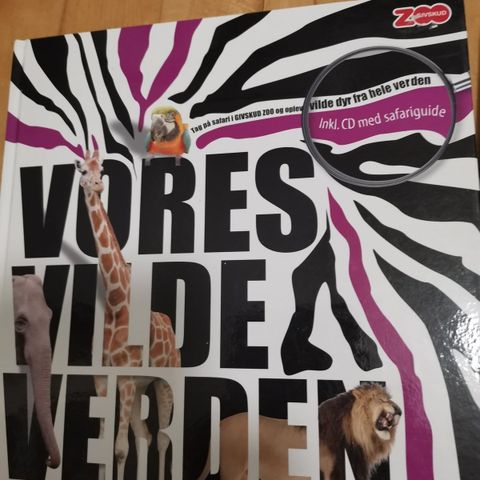 ZOO
GIVSKUD
Tag på safari i GIVSKUD ZOO og oplev vilde dyr fra hele verden
Inkl. CD med safariguide
VORES
VILDE
VERDEN